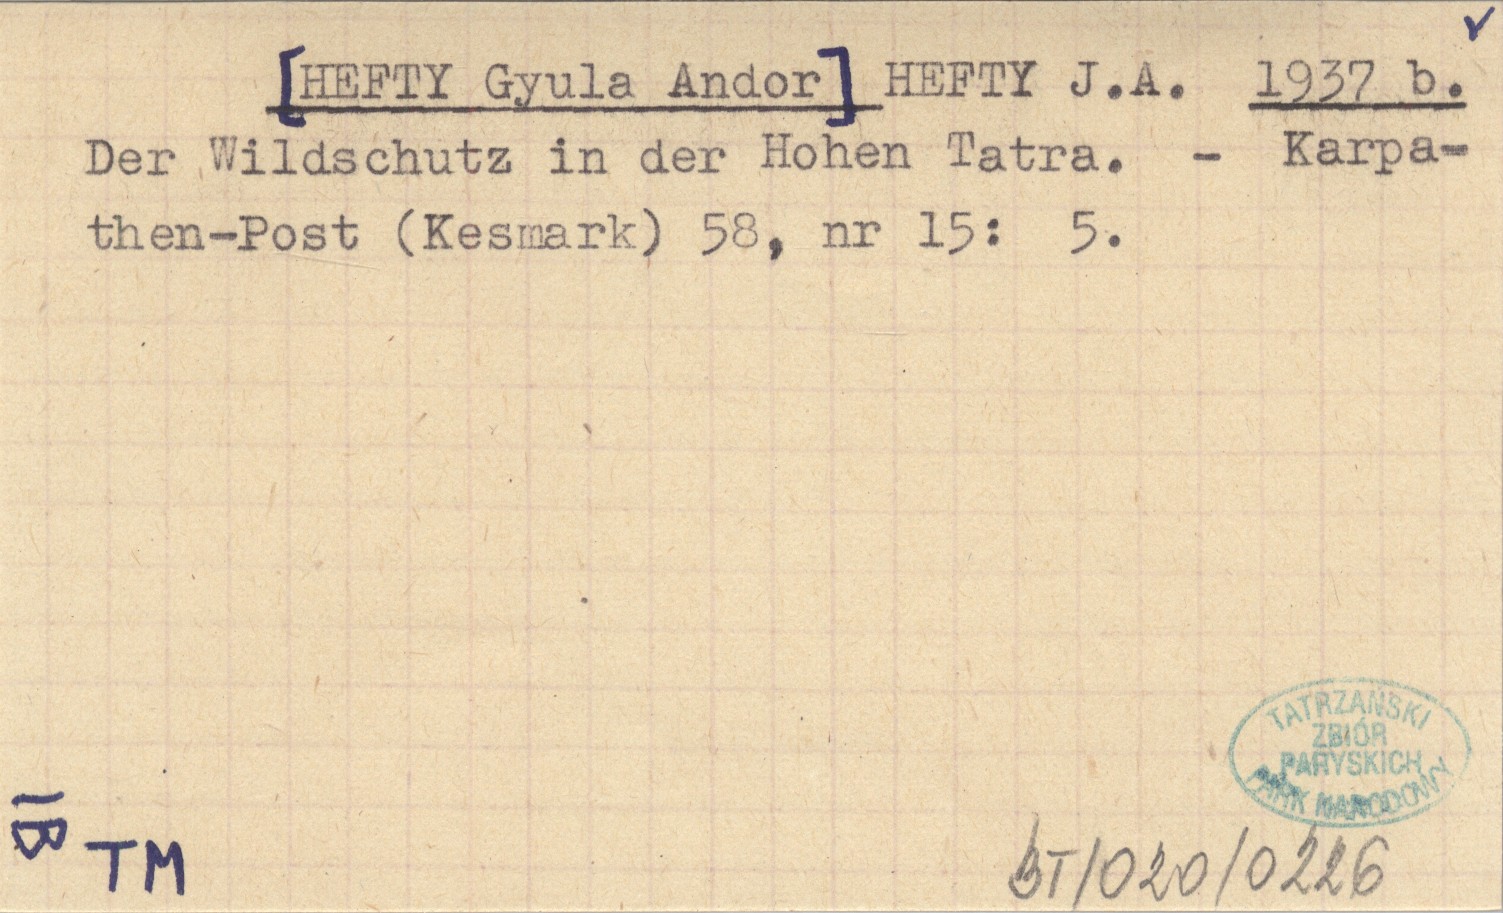 ✓
[HEFTY Gyula Andor] HEFTY J.A. 1937 b.
Der Wildschutz in der Hohen Tatra. - Karpa-
then-Post (Kesmark) 58, nr 15: 5.
TATRZAŃSKI
ZBIÓR
PARYSKICH
PARK NARODOWY
IB
TM
BT/020/0226